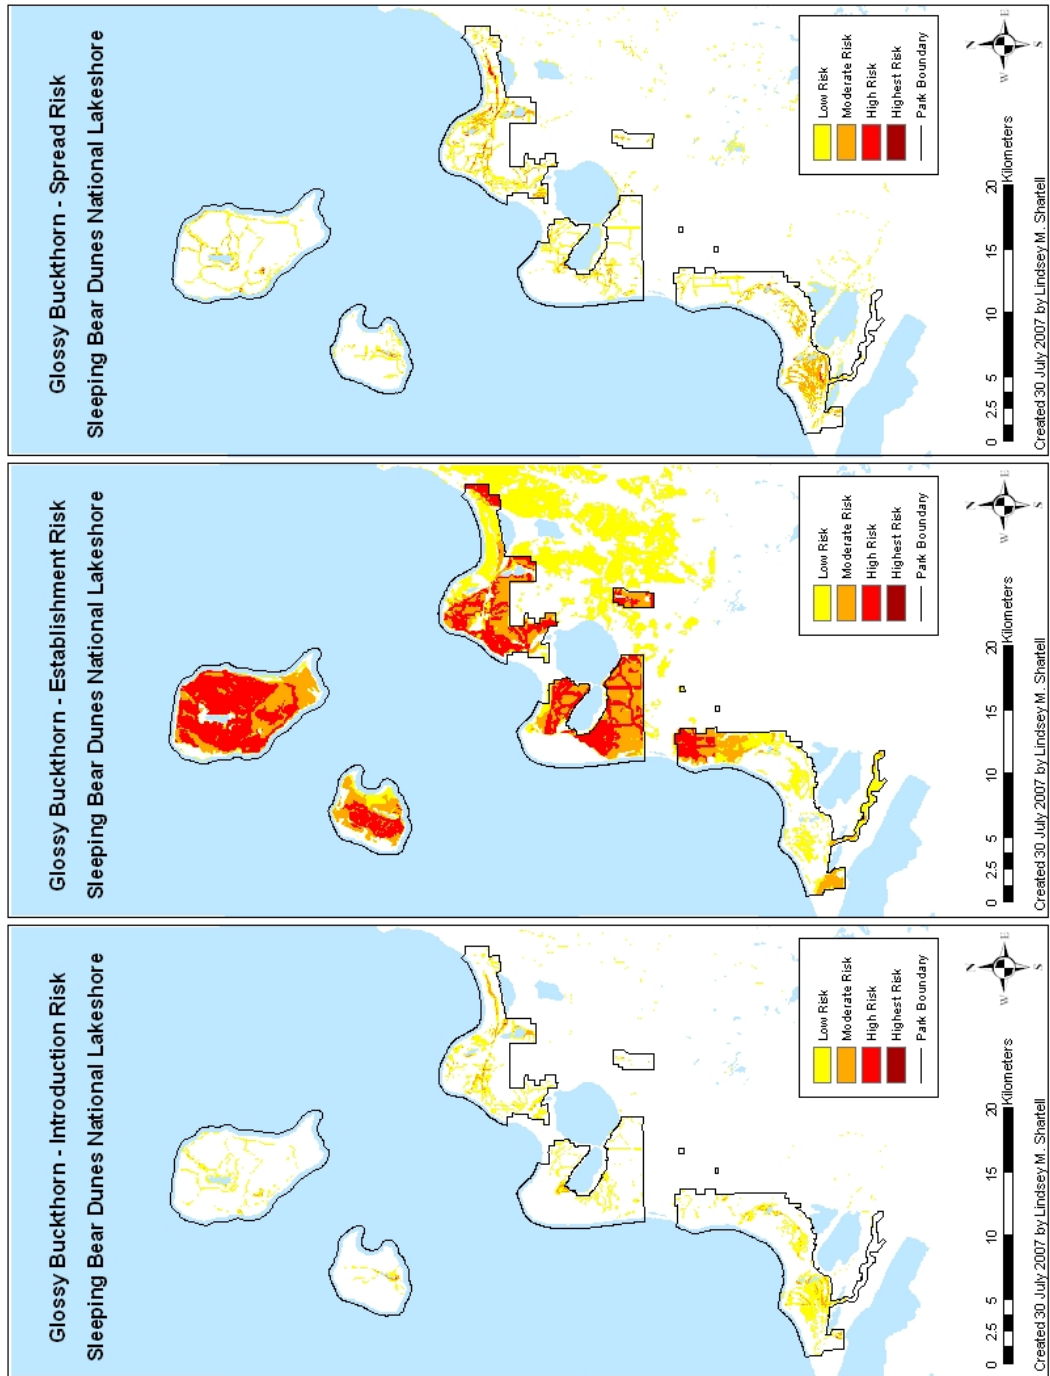 Glossy Buckthorn - Introduction Risk
Sleeping Bear Dunes National Lakeshore
Low Risk
Moderate Risk
High Risk
Highest Risk
Park Boundary
N
W E
S
0 2.5 5 10 15 20
Kilometers
Created 30 July 2007 by Lindsey M. Shartell
Glossy Buckthorn - Establishment Risk
Sleeping Bear Dunes National Lakeshore
Low Risk
Moderate Risk
High Risk
Highest Risk
Park Boundary
N
W E
S
0 2.5 5 10 15 20
Kilometers
Created 30 July 2007 by Lindsey M. Shartell
Glossy Buckthorn - Spread Risk
Sleeping Bear Dunes National Lakeshore
Low Risk
Moderate Risk
High Risk
Highest Risk
Park Boundary
N
W E
S
0 2.5 5 10 15 20
Kilometers
Created 30 July 2007 by Lindsey M. Shartell